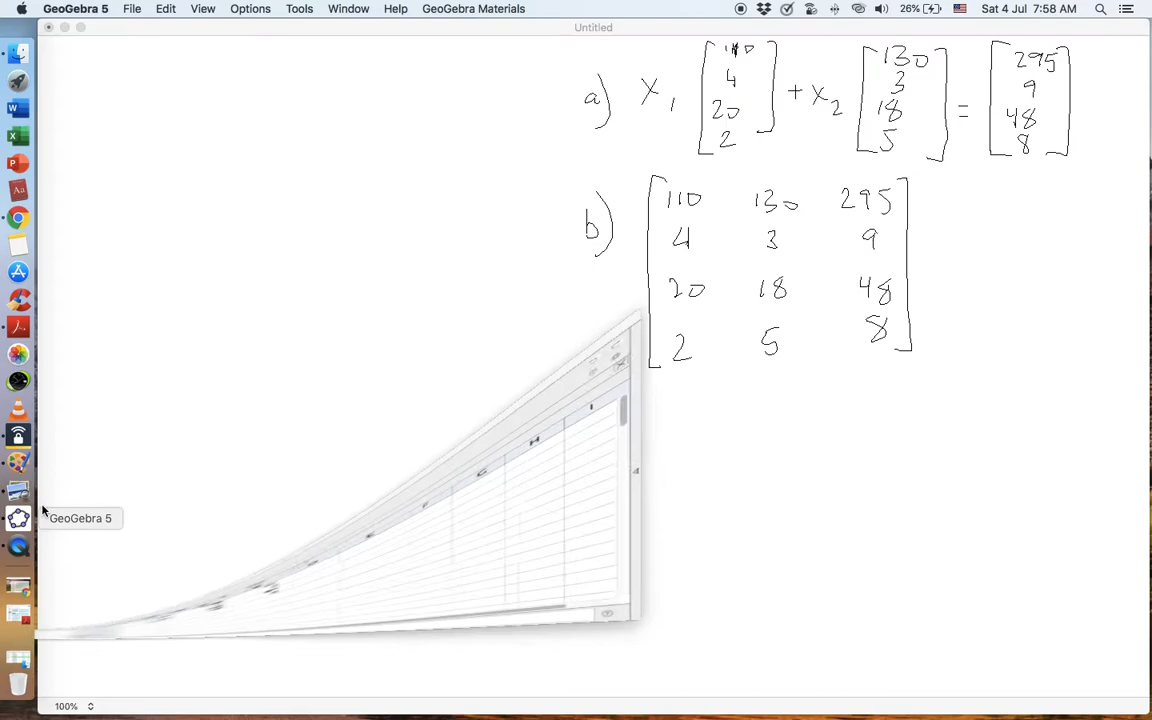 GeoGebra 5 File Edit View Options Tools Window Help GeoGebra Materials 26% Sat 4 Jul 7:58 AM
Untitled
a) x₁ [110 4 20 2] + x₂ [130 3 18 5] = [295 9 48 8]
b) [110 130 295
4 3 9
20 18 48
2 5 8]
GeoGebra 5
100%